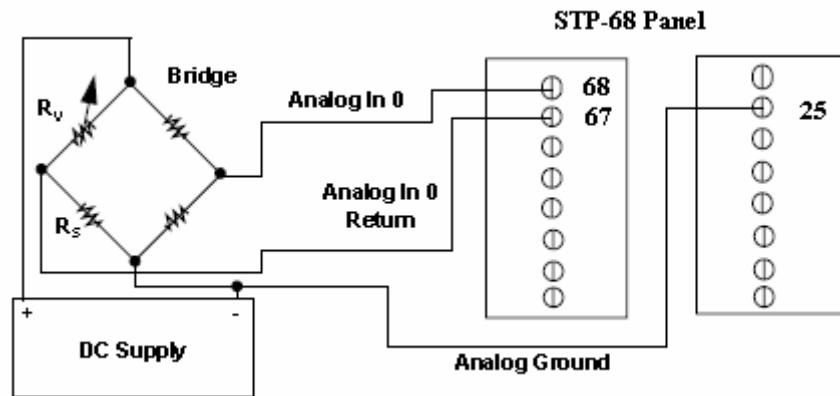 STP-68 Panel
Bridge
Rv
Analog In 0
68
67
25
Analog In 0
Return
Rs
+
-
DC Supply
Analog Ground